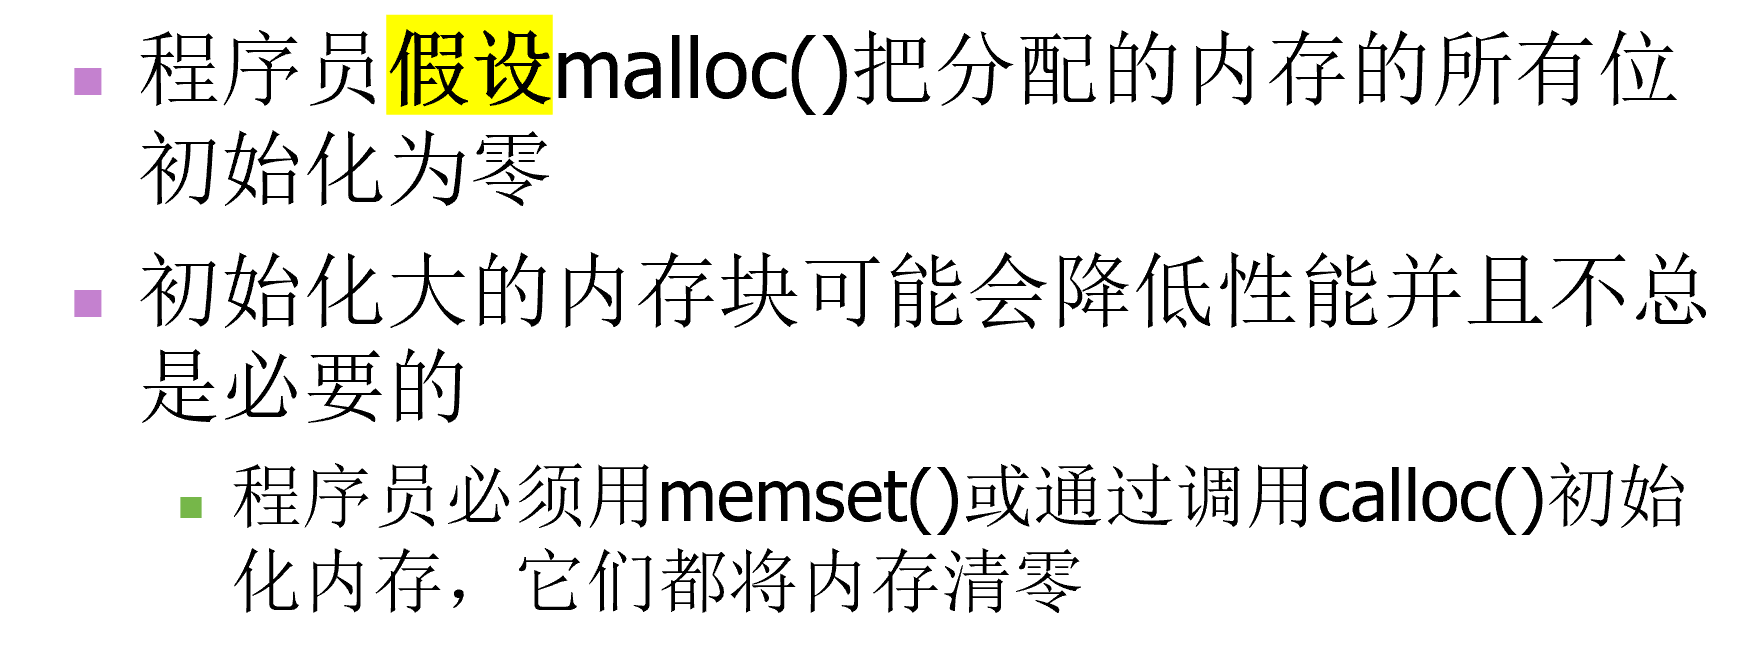 程序员假设malloc()把分配的内存的所有位
初始化为零
初始化大的内存块可能会降低性能并且不总
是必要的
程序员必须用memset()或通过调用calloc()初始
化内存，它们都将内存清零